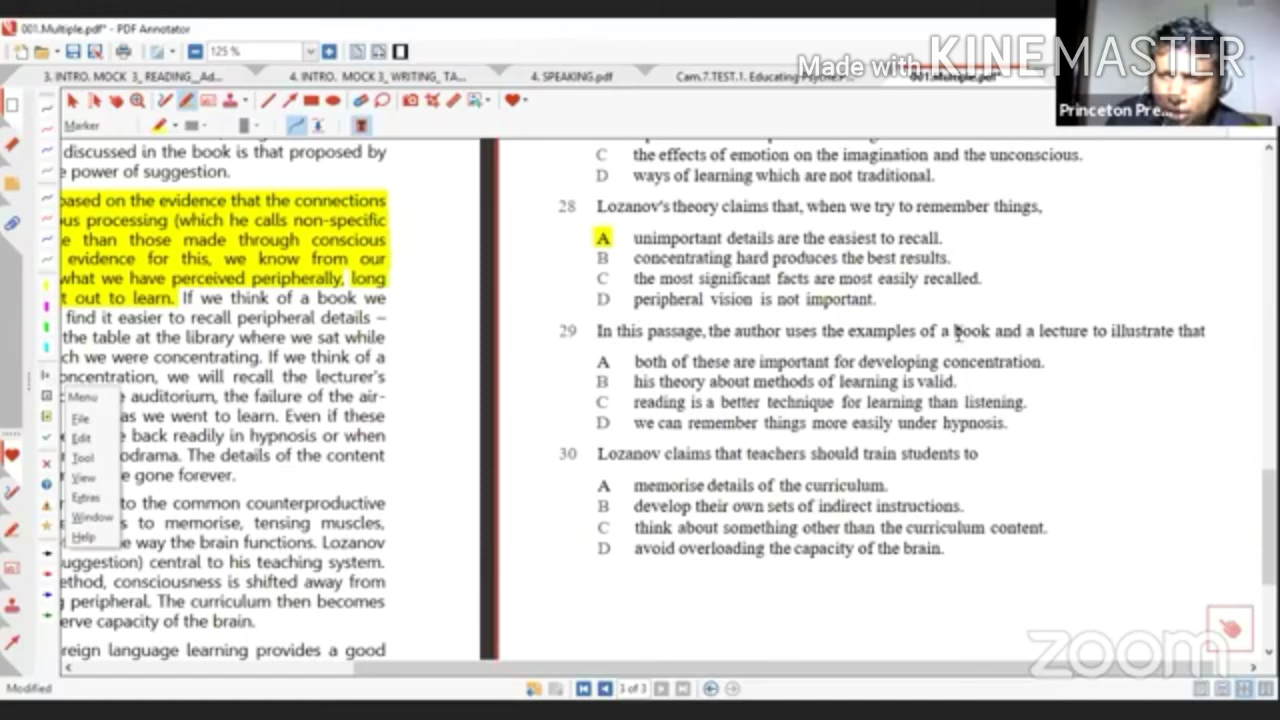 001.Multiple.pdf* - PDF Annotator
125 %
Made with KINEMASTER
3. INTRO. MOCK 3_ READING_Ad...
4. INTRO. MOCK 3_ WRITING_ TA...
4. SPEAKING.pdf
001.Multiple.pdf*
Princeton Pre...
Marker
discussed in the book is that proposed by
e power of suggestion.
based on the evidence that the connections
us processing (which he calls non-specific
e than those made through conscious
evidence for this, we know from our
what we have perceived peripherally, long
t out to learn. If we think of a book we
find it easier to recall peripheral details –
the table at the library where we sat while
ch we were concentrating. If we think of a
oncentration, we will recall the lecturer's
e auditorium, the failure of the air-
as we went to learn. Even if these
e back readily in hypnosis or when
odrama. The details of the content
e gone forever.
to the common counterproductive
s to memorise, tensing muscles,
e way the brain functions. Lozanov
uggestion) central to his teaching system.
ethod, consciousness is shifted away from
g peripheral. The curriculum then becomes
erve capacity of the brain.
reign language learning provides a good
Menu
File
Edit
Tool
View
Extras
Window
Help
C the effects of emotion on the imagination and the unconscious.
D ways of learning which are not traditional.
28 Lozanov's theory claims that, when we try to remember things,
A unimportant details are the easiest to recall.
B concentrating hard produces the best results.
C the most significant facts are most easily recalled.
D peripheral vision is not important.
29 In this passage, the author uses the examples of a book and a lecture to illustrate that
A both of these are important for developing concentration.
B his theory about methods of learning is valid.
C reading is a better technique for learning than listening.
D we can remember things more easily under hypnosis.
30 Lozanov claims that teachers should train students to
A memorise details of the curriculum.
B develop their own sets of indirect instructions.
C think about something other than the curriculum content.
D avoid overloading the capacity of the brain.
zoom
Modified
3 of 3